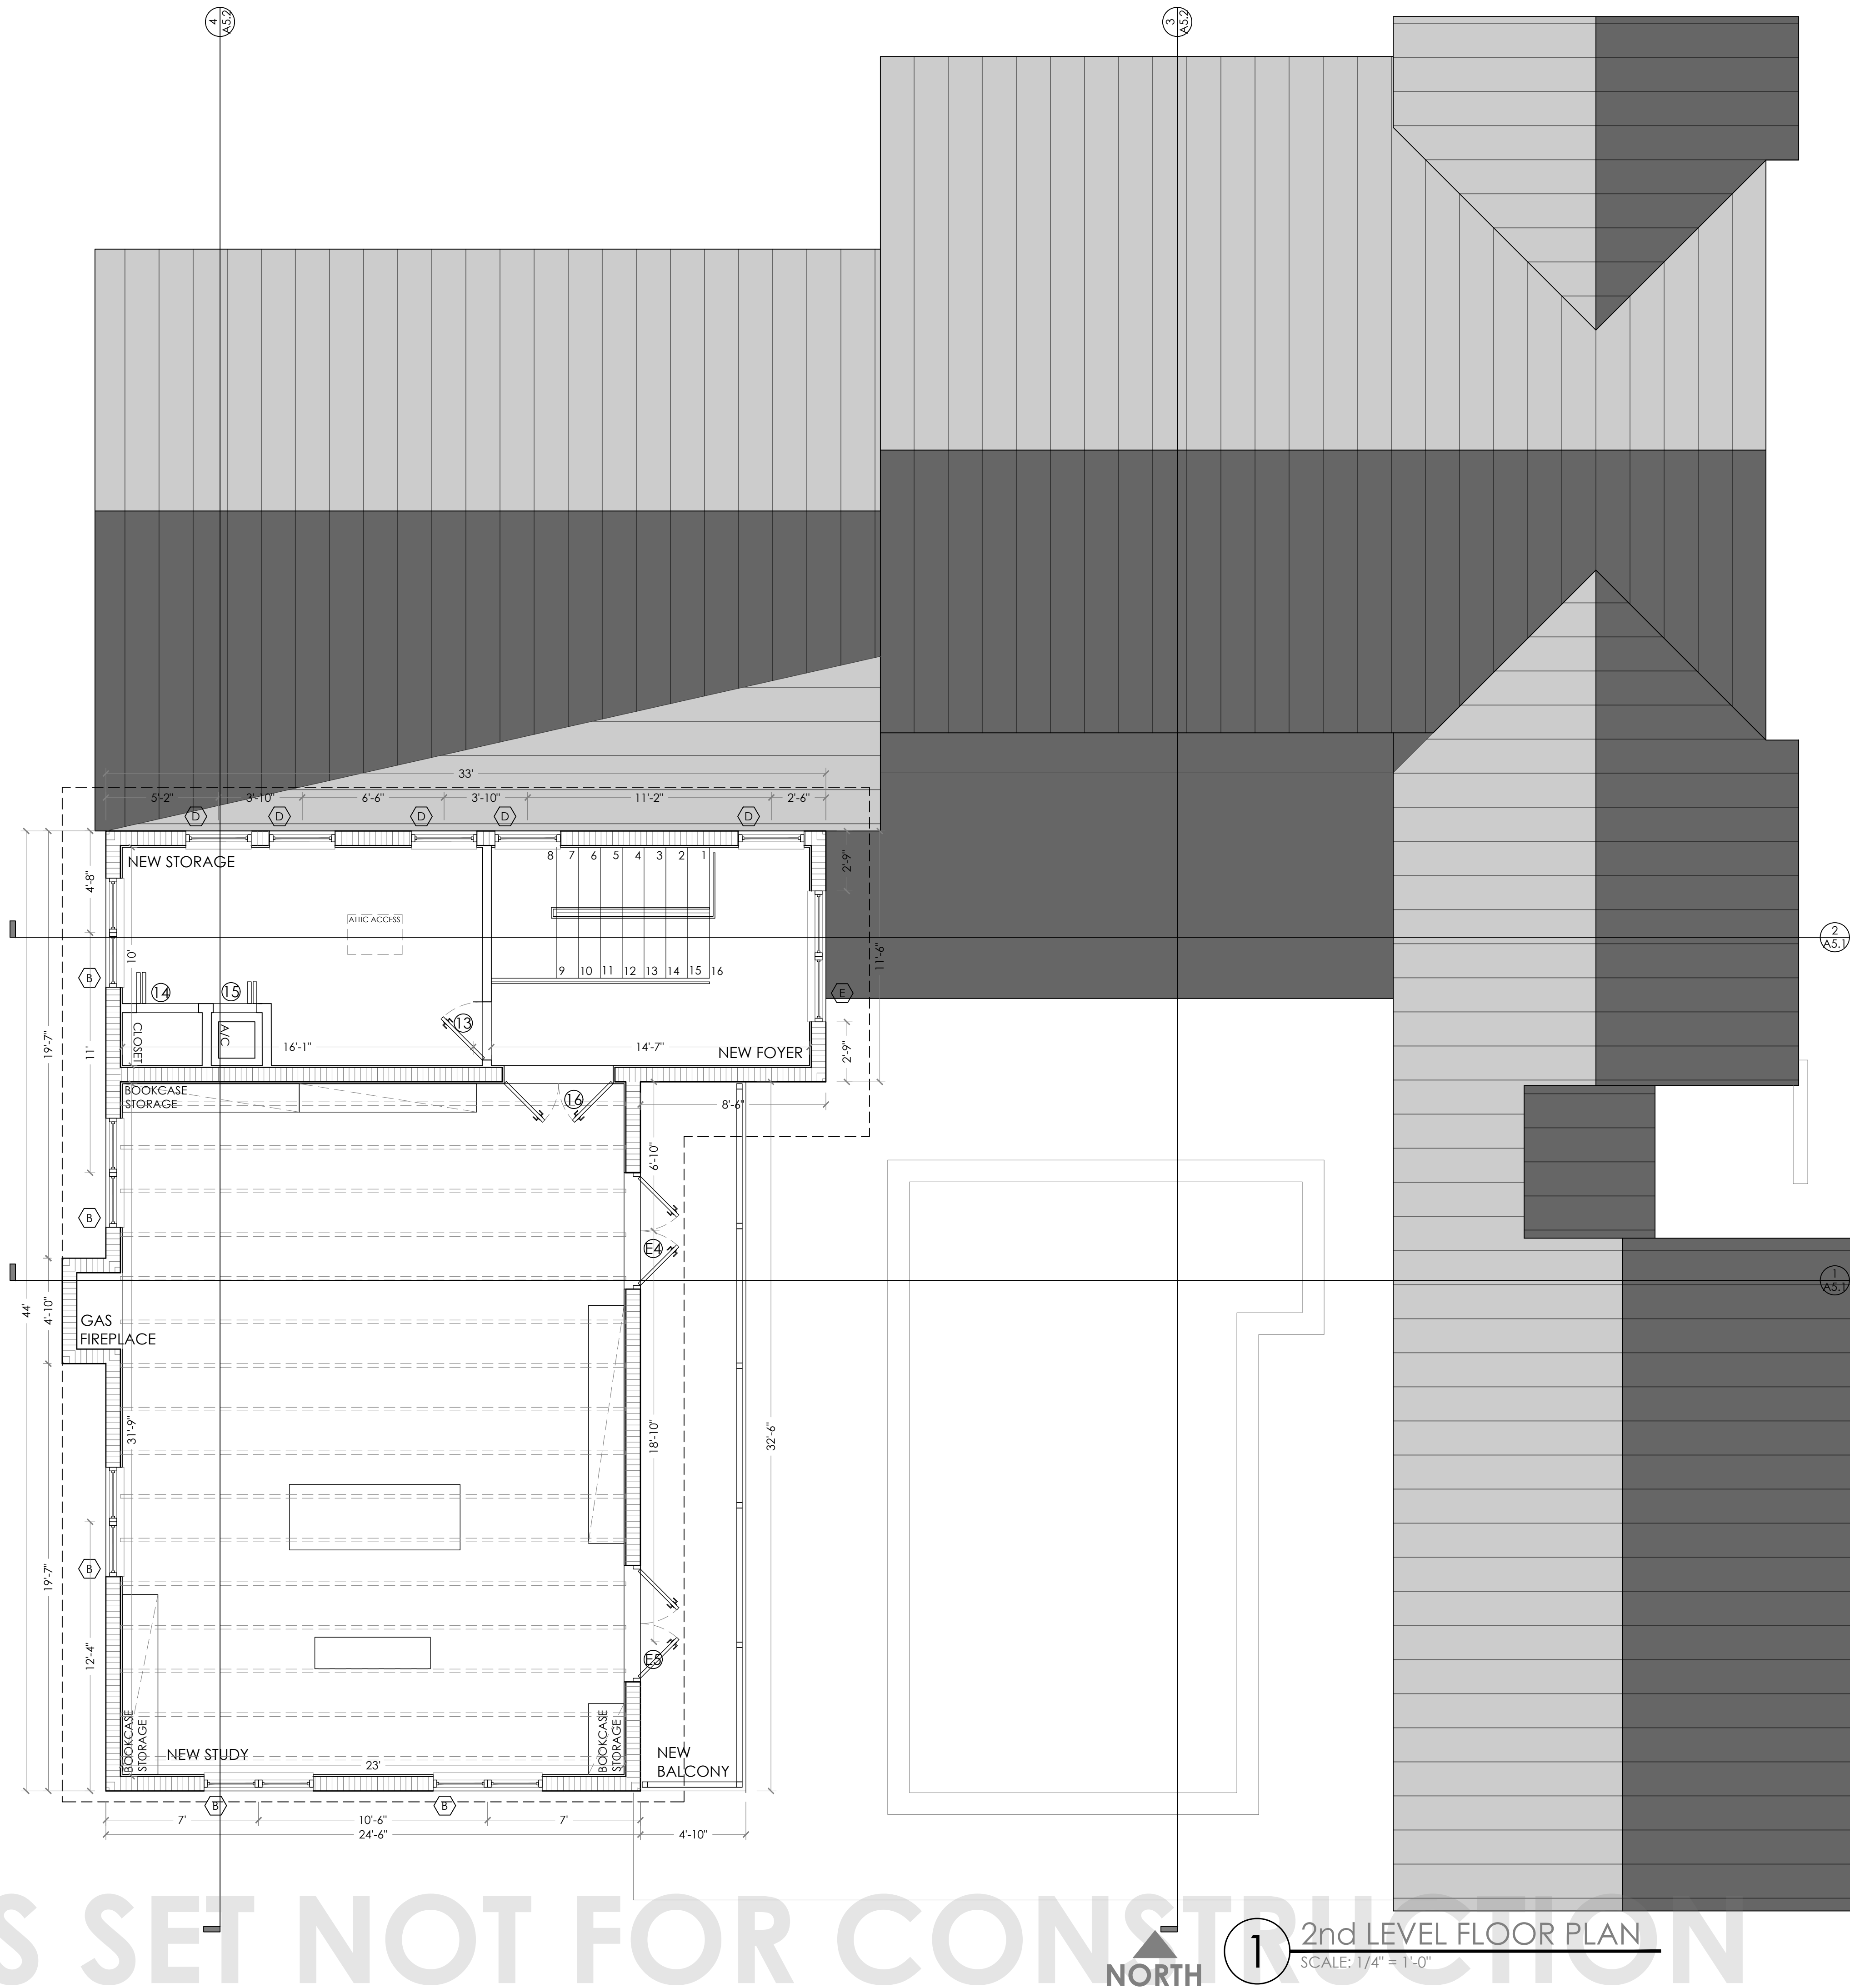 4
A5.2
3
A5.2
33'
5'-2"
3'-10"
6'-6"
3'-10"
11'-2"
2'-6"
D
D
D
D
D
NEW STORAGE
8 7 6 5 4 3 2 1
2'-9"
4'-8"
ATTIC ACCESS
2
A5.1
10'
11'-6"
B
9 10 11 12 13 14 15 16
14
15
E
13
CLOSET
A/C
19'-7"
11'
16'-1"
14'-7"
NEW FOYER
2'-9"
BOOKCASE
STORAGE
16
8'-6"
6'-10"
B
E4
1
A5.1
44'
4'-10"
GAS
FIREPLACE
31'-9"
18'-10"
32'-6"
B
19'-7"
12'-4"
E5
BOOKCASE
STORAGE
NEW STUDY
23'
BOOKCASE
STORAGE
NEW
BALCONY
B
B
7'
10'-6"
7'
24'-6"
4'-10"
S SET NOT FOR CONSTRUCTION
NORTH
1
2nd LEVEL FLOOR PLAN
SCALE: 1/4" = 1'-0"